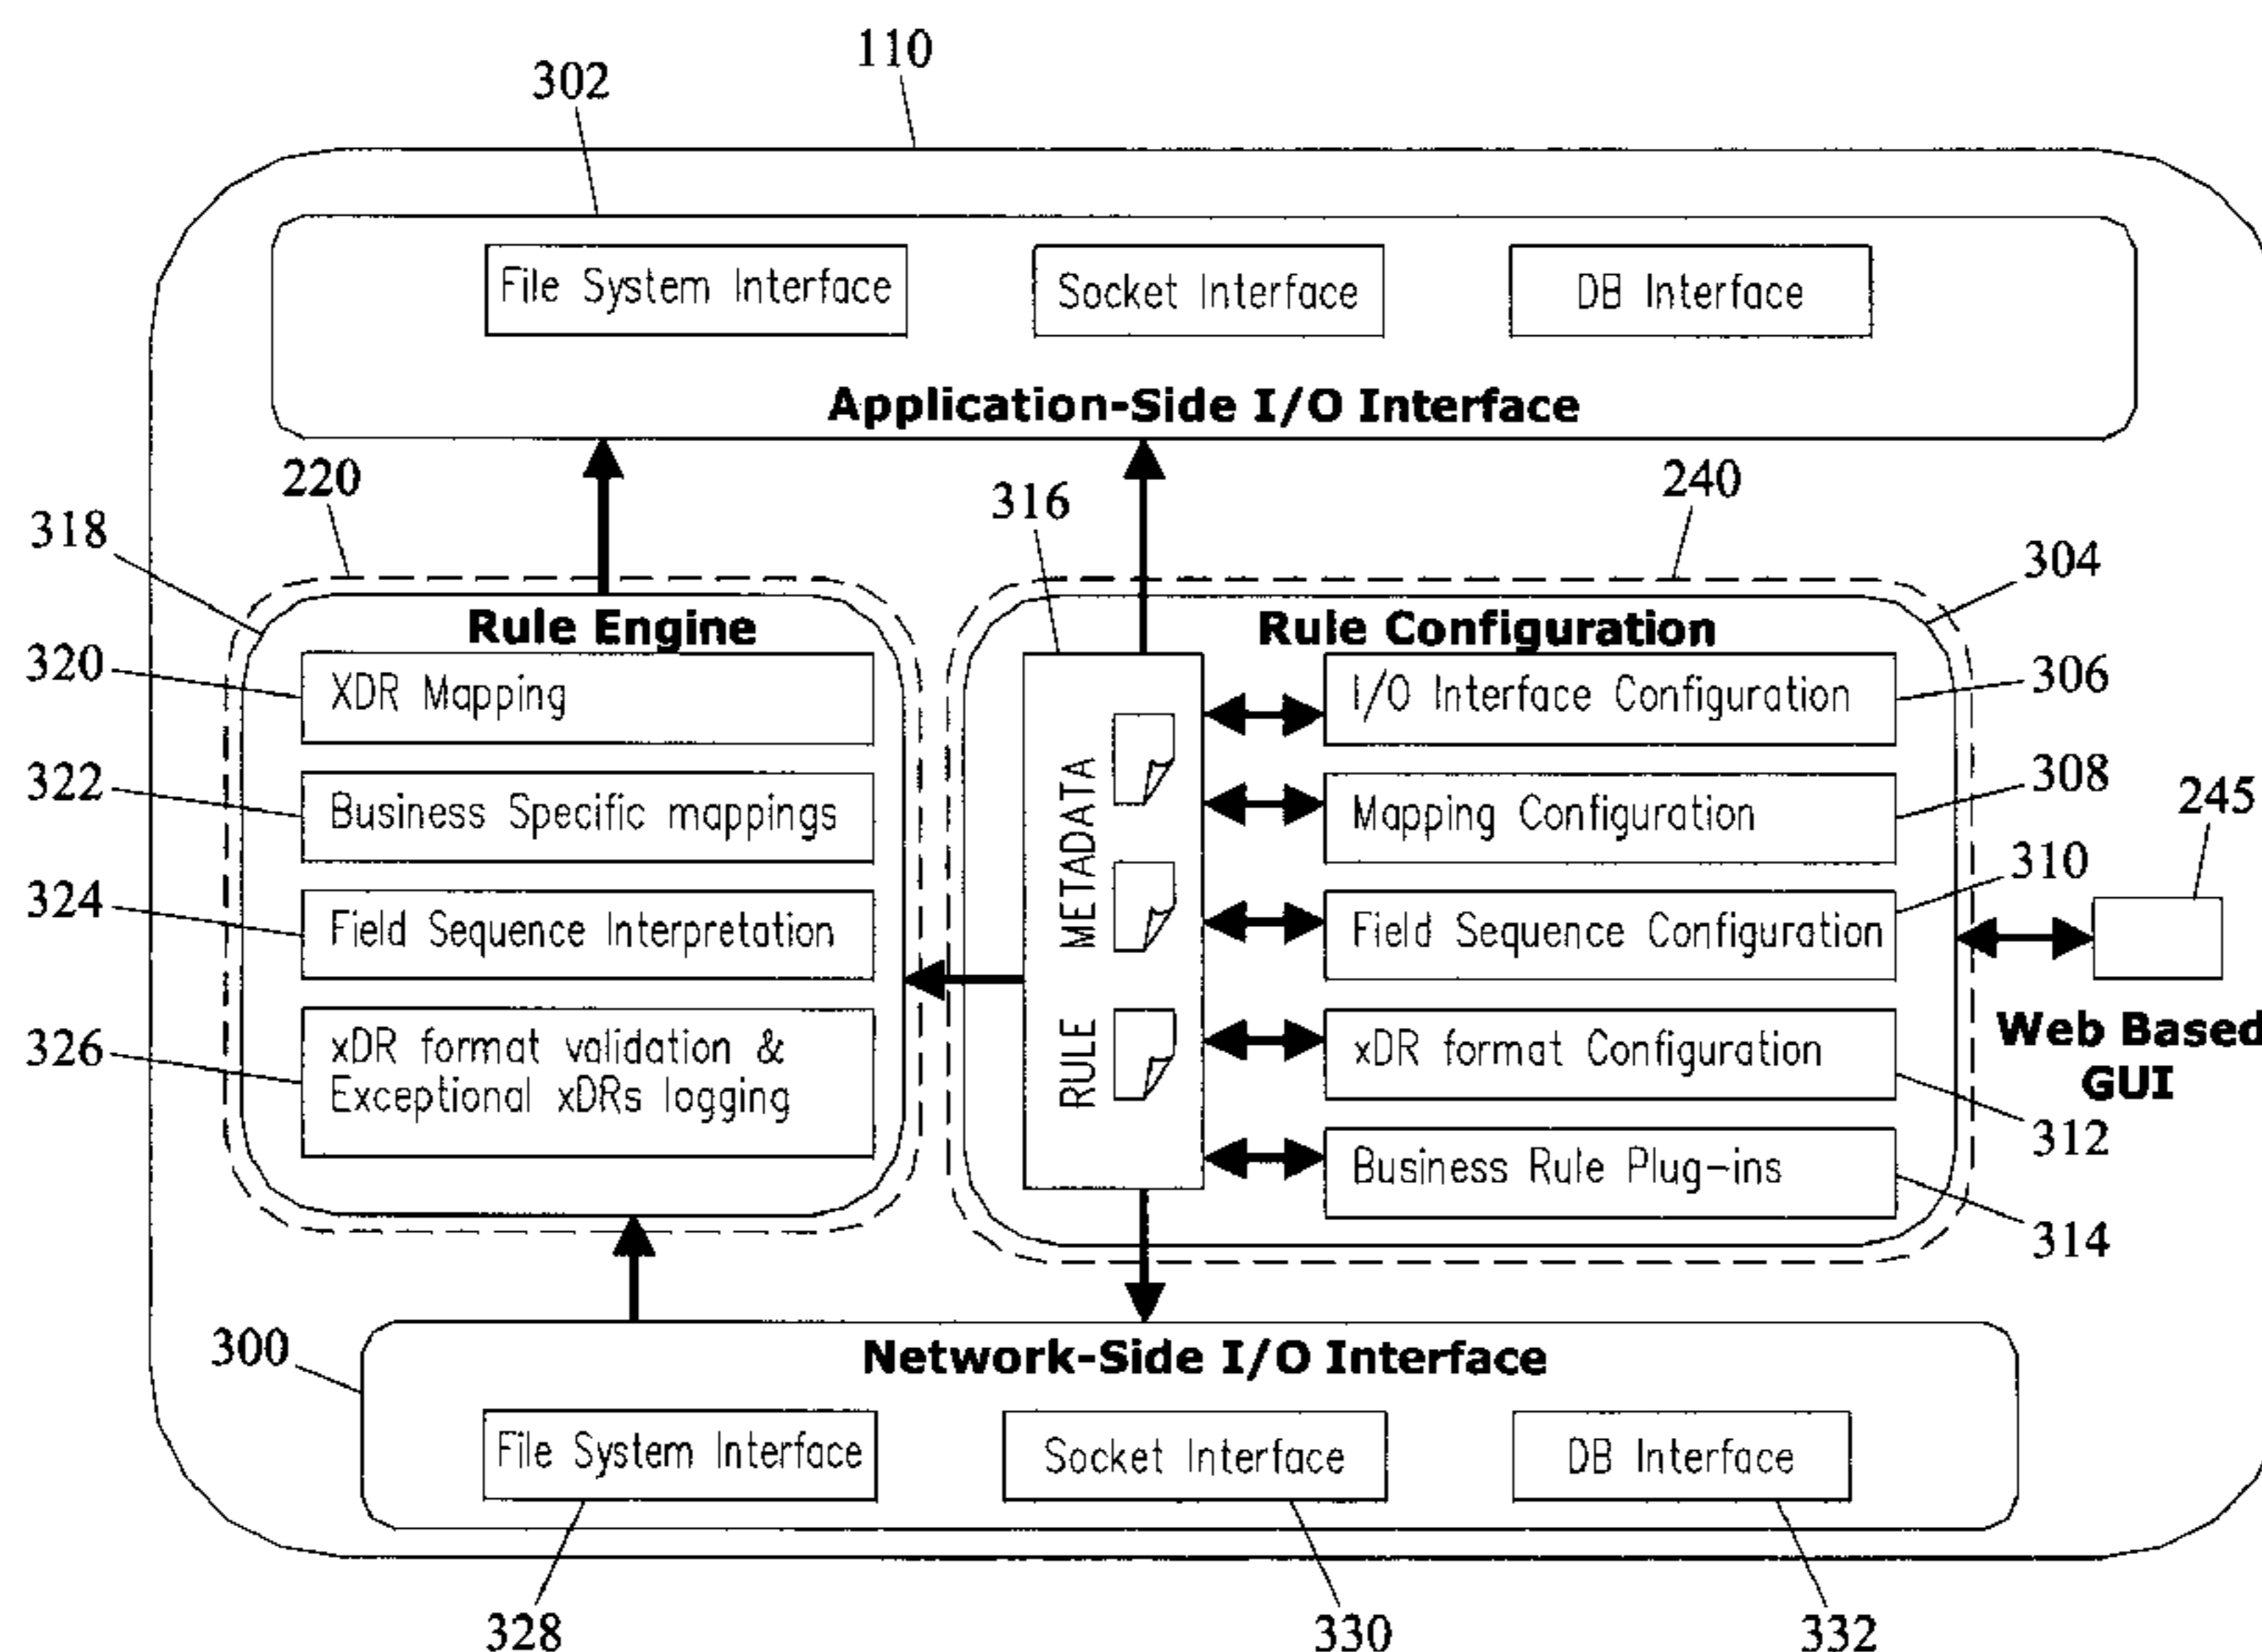 110
302
File System Interface
Socket Interface
DB Interface
Application-Side I/O Interface
220
240
316
318
304
Rule Engine
Rule Configuration
320
XDR Mapping
I/O Interface Configuration
306
322
Business Specific mappings
Mapping Configuration
308
245
310
324
Field Sequence Interpretation
Field Sequence Configuration
RULE METADATA
326
xDR format validation &
Exceptional xDRs logging
xDR format Configuration
Web Based
GUI
312
Business Rule Plug-ins
314
300
Network-Side I/O Interface
File System Interface
Socket Interface
DB Interface
328
330
332